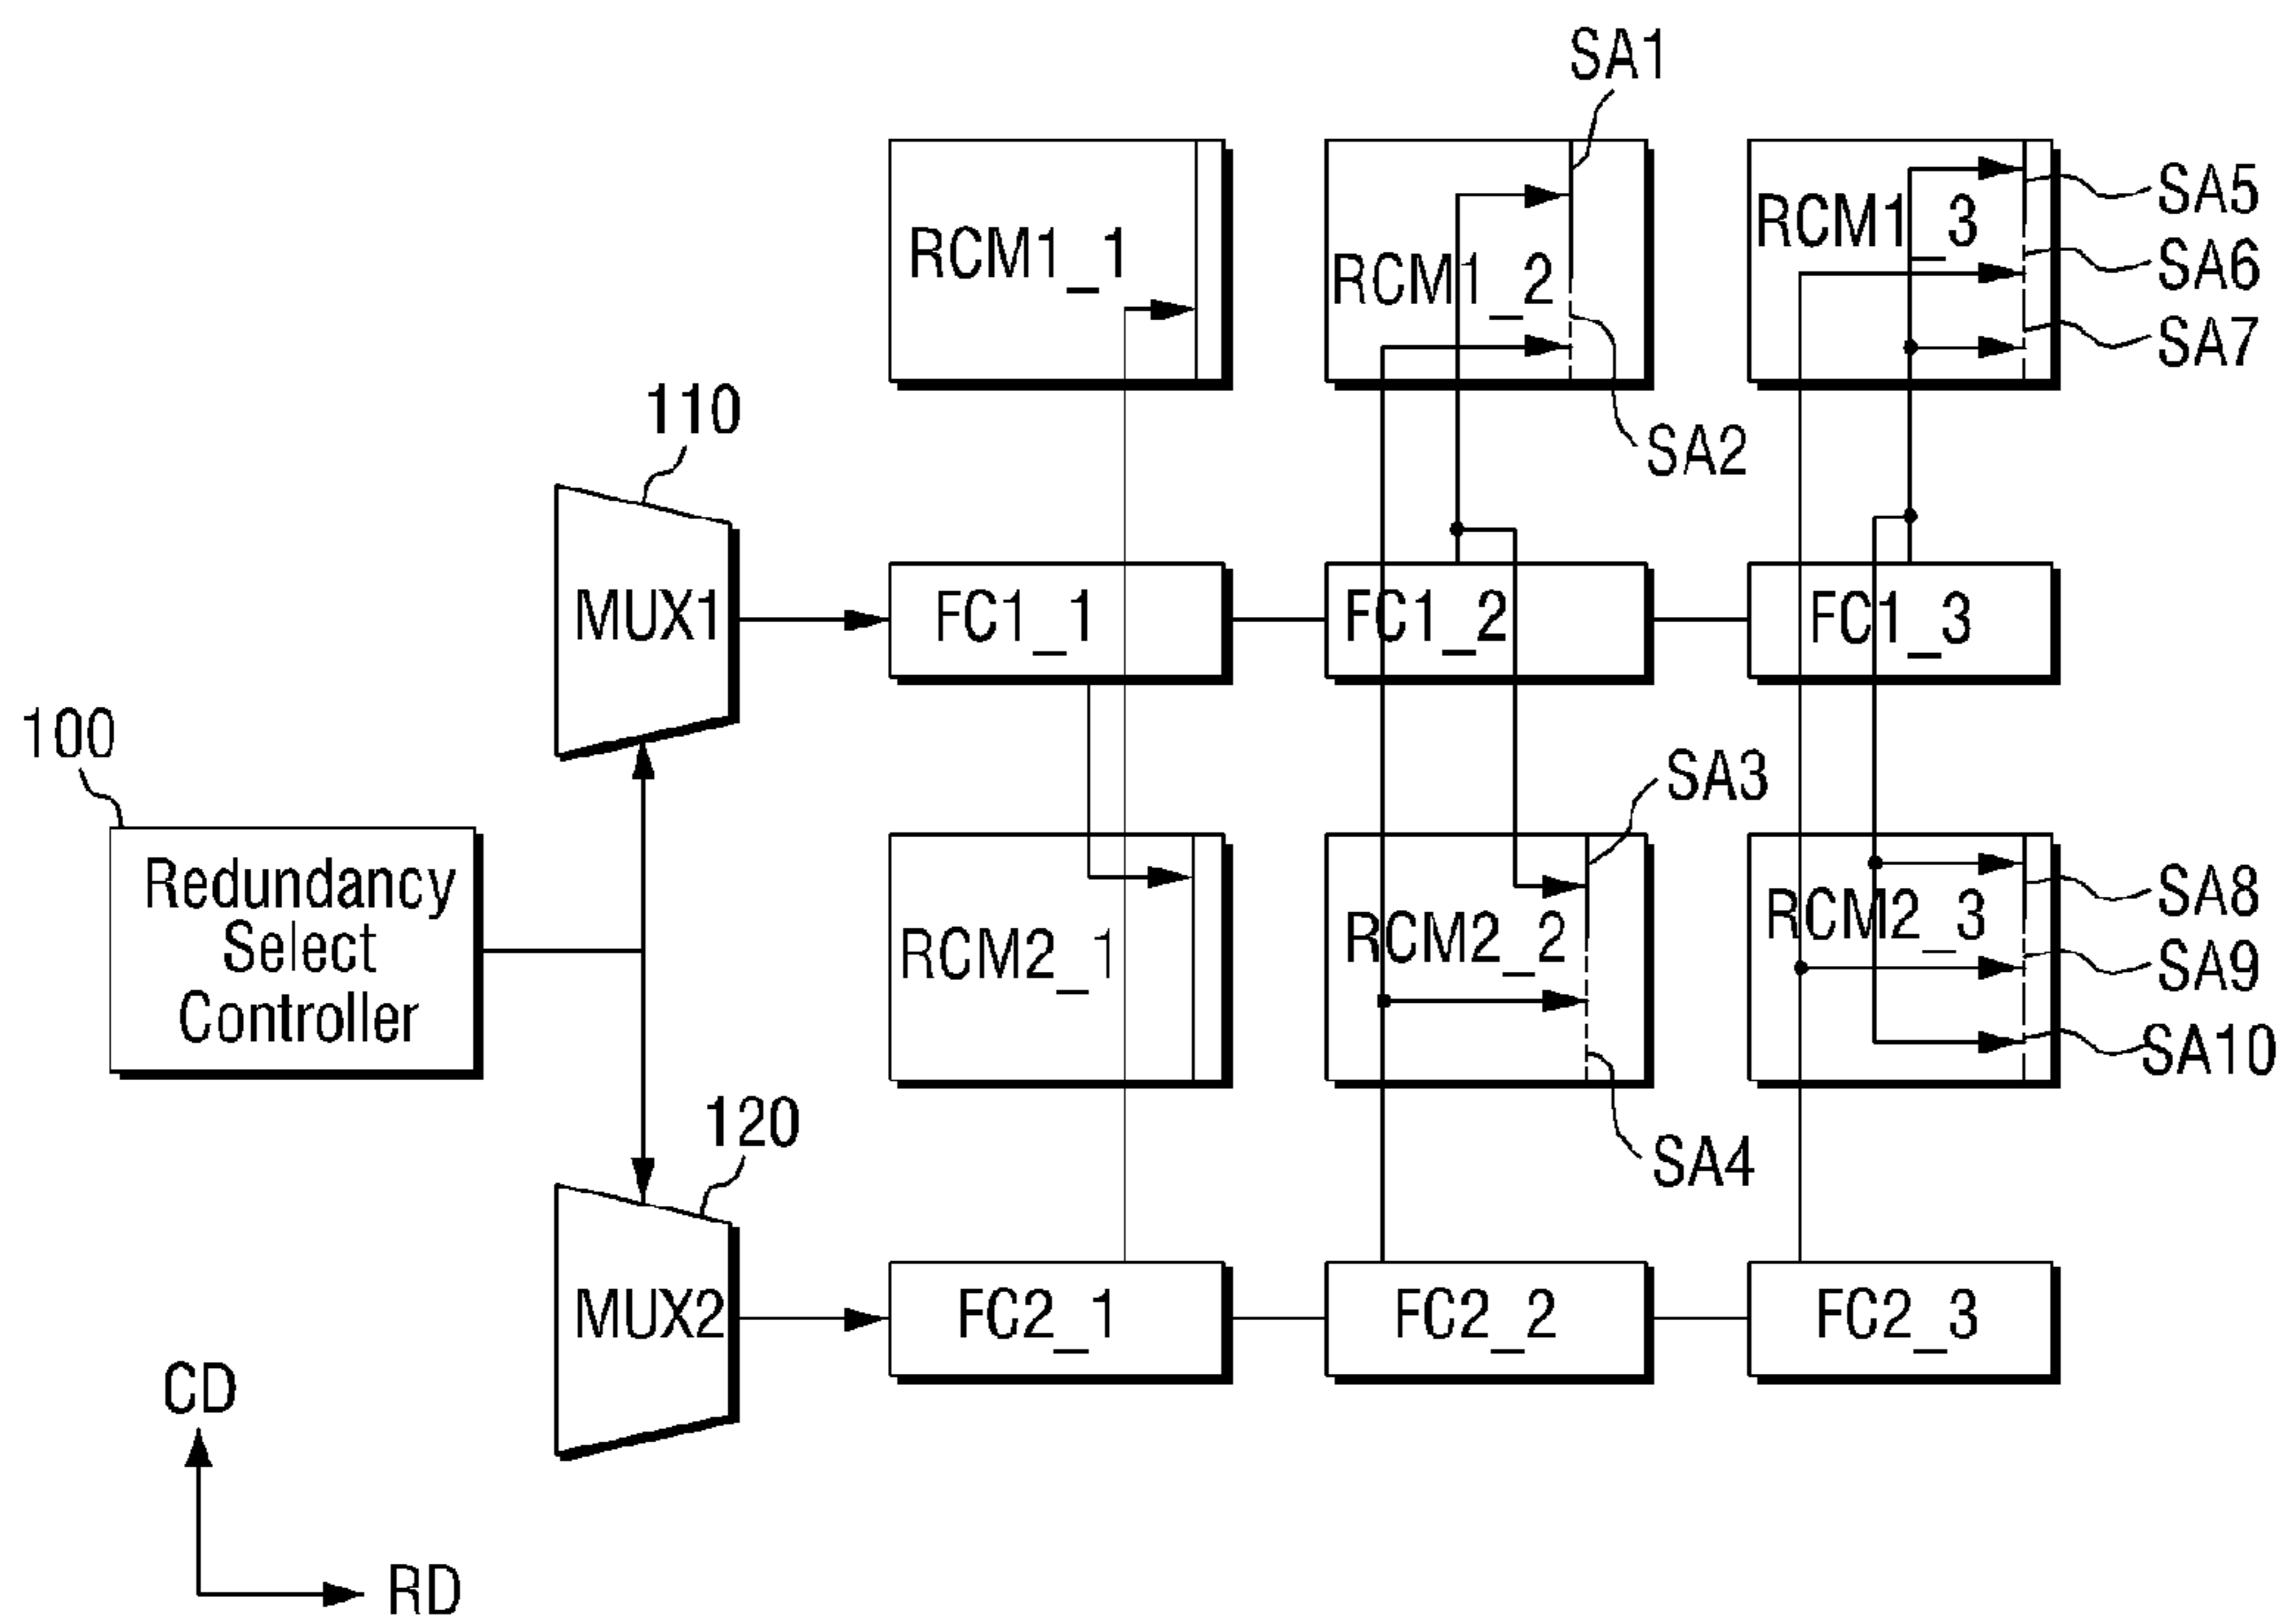 SA1
RCM1_1
RCM1_2
RCM1_3
SA5
SA6
SA7
SA2
110
MUX1
FC1_1
FC1_2
FC1_3
100
Redundancy
Select
Controller
SA3
RCM2_1
RCM2_2
RCM2_3
SA8
SA9
SA10
SA4
120
MUX2
FC2_1
FC2_2
FC2_3
CD
RD